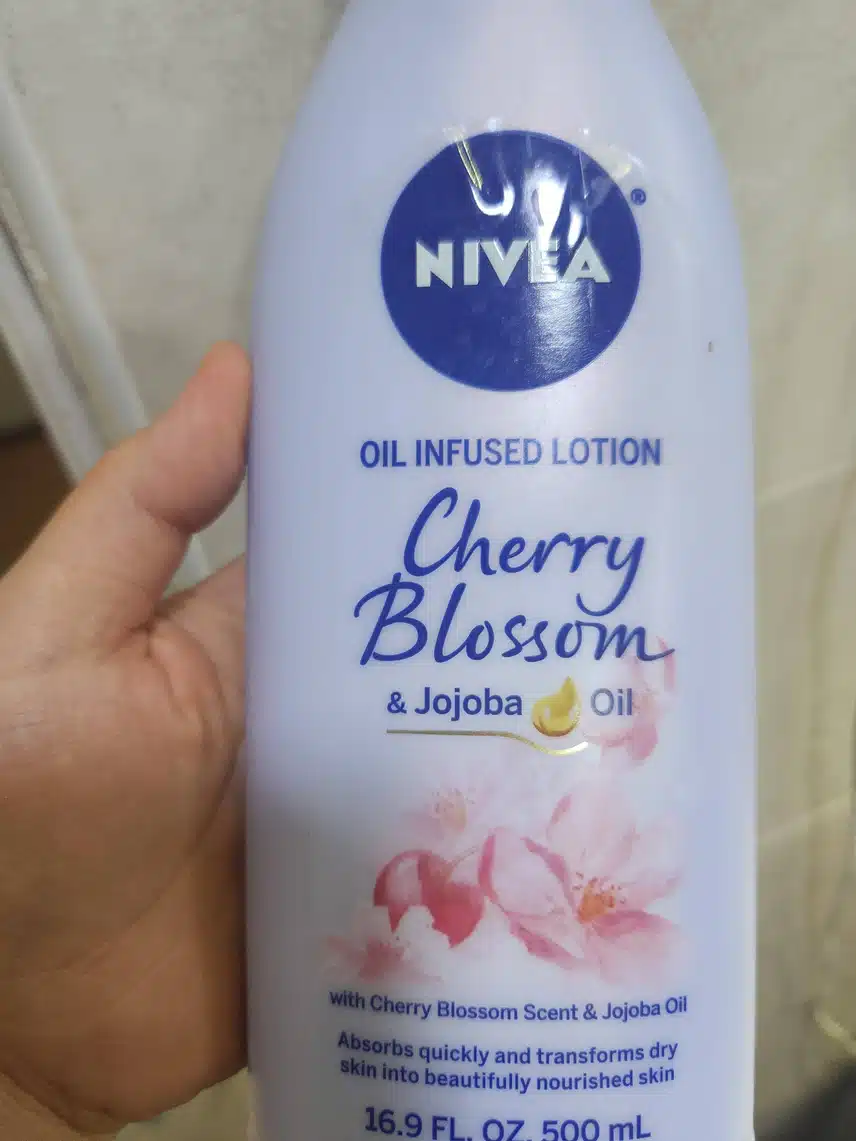 NIVEA®
OIL INFUSED LOTION
Cherry
Blossom
& Jojoba Oil
with Cherry Blossom Scent & Jojoba Oil
Absorbs quickly and transforms dry
skin into beautifully nourished skin
16.9 FL. OZ. 500 mL